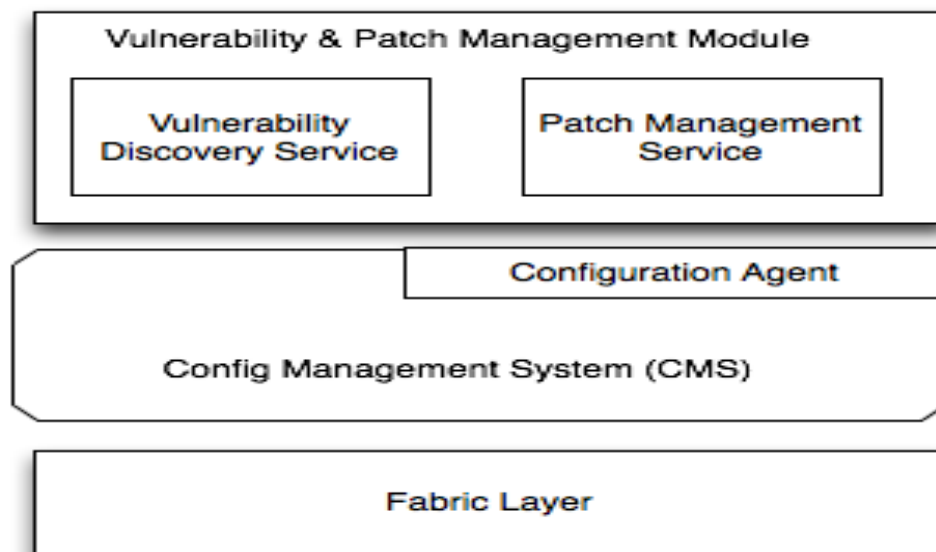 Vulnerability & Patch Management Module
Vulnerability
Discovery Service
Patch Management
Service
Configuration Agent
Config Management System (CMS)
Fabric Layer